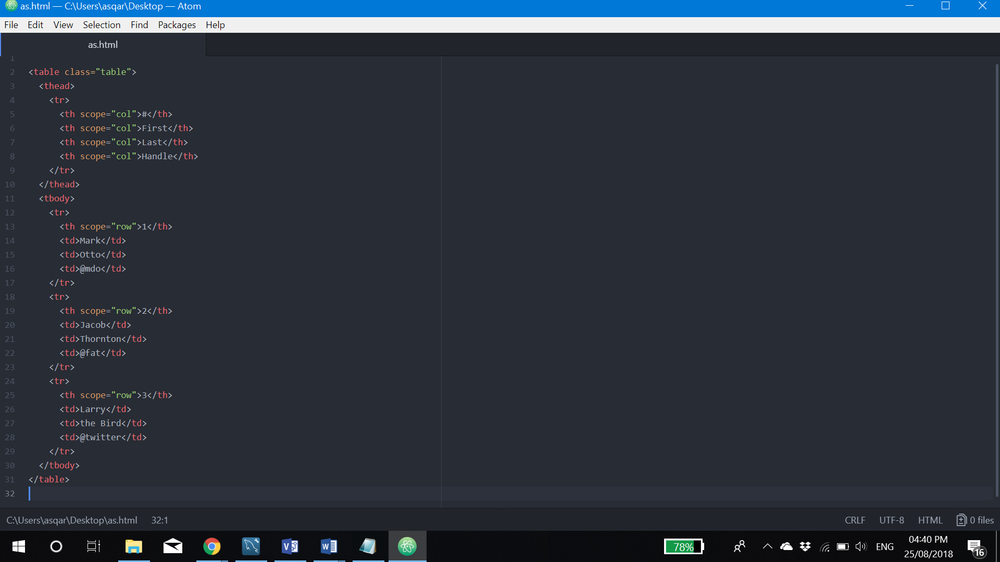 as.html — C:\Users\asqar\Desktop — Atom
File Edit View Selection Find Packages Help
as.html
1
2 <table class="table">
3   <thead>
4     <tr>
5       <th scope="col">#</th>
6       <th scope="col">First</th>
7       <th scope="col">Last</th>
8       <th scope="col">Handle</th>
9     </tr>
10   </thead>
11   <tbody>
12     <tr>
13       <th scope="row">1</th>
14       <td>Mark</td>
15       <td>Otto</td>
16       <td>@mdo</td>
17     </tr>
18     <tr>
19       <th scope="row">2</th>
20       <td>Jacob</td>
21       <td>Thornton</td>
22       <td>@fat</td>
23     </tr>
24     <tr>
25       <th scope="row">3</th>
26       <td>Larry</td>
27       <td>the Bird</td>
28       <td>@twitter</td>
29     </tr>
30   </tbody>
31 </table>
32
C:\Users\asqar\Desktop\as.html 32:1 CRLF UTF-8 HTML 0 files
78% ENG 04:40 PM
25/08/2018 16